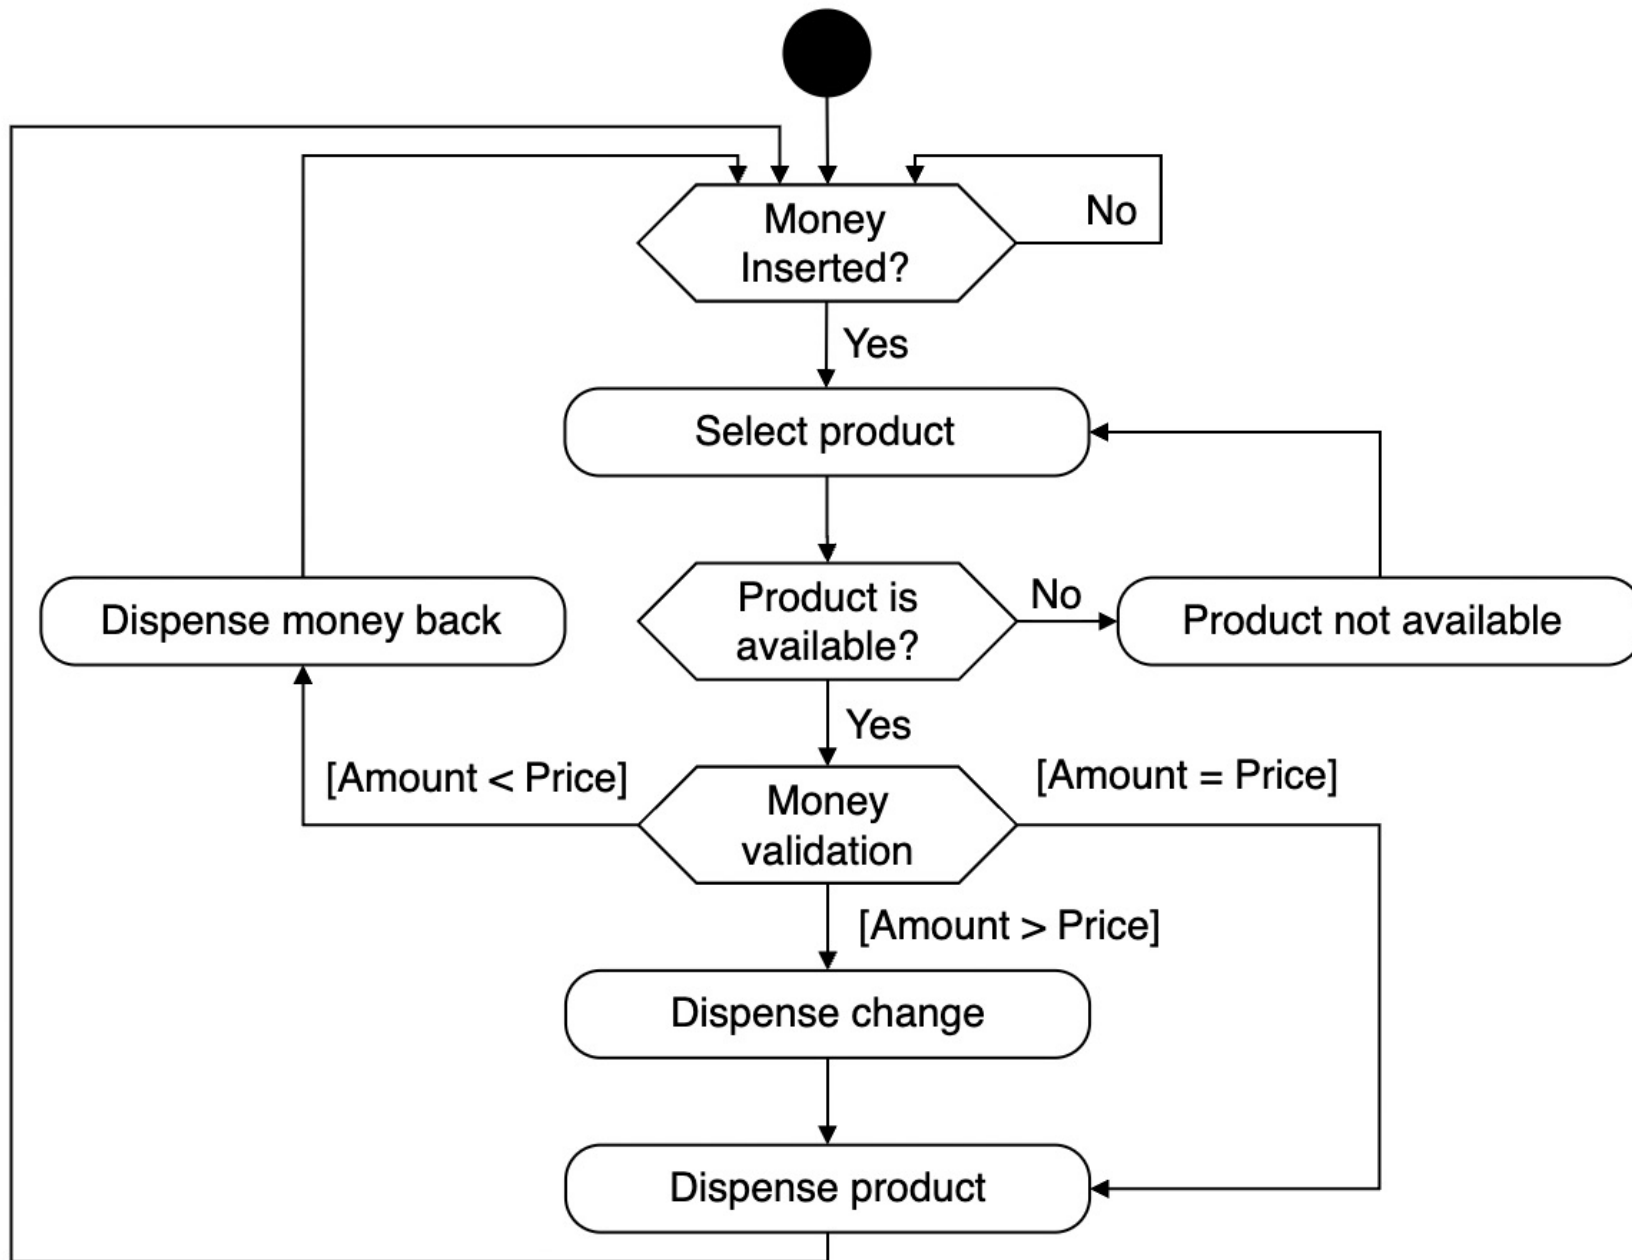 Money
Inserted?
No
Yes
Select product
Dispense money back
Product is
available?
No
Product not available
Yes
[Amount < Price]
Money
validation
[Amount = Price]
[Amount > Price]
Dispense change
Dispense product